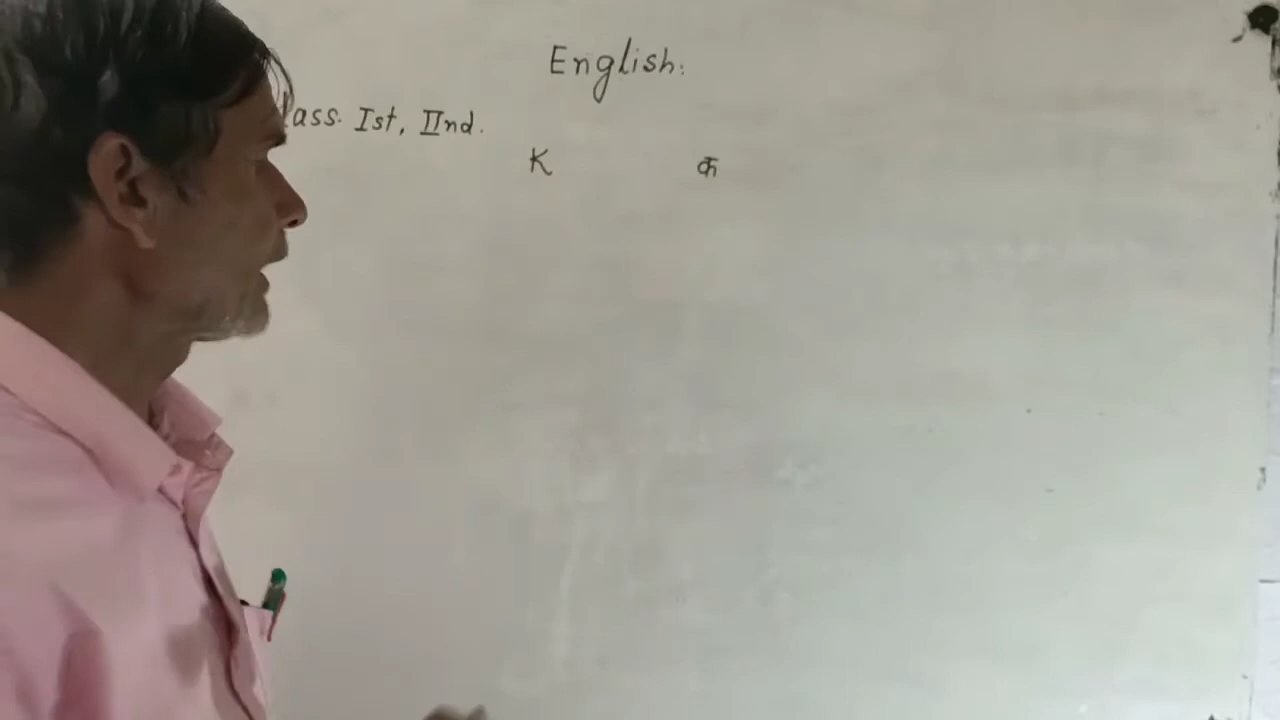 English:
lass. Ist, IInd.
K क